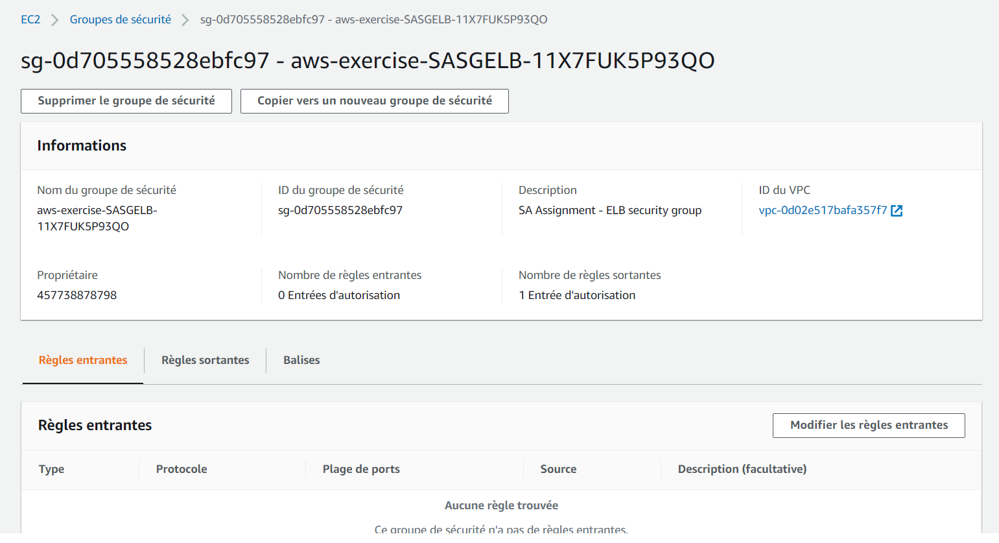 EC2 > Groupes de sécurité > sg-0d705558528ebfc97 - aws-exercise-SASGELB-11X7FUK5P93QO
sg-0d705558528ebfc97 - aws-exercise-SASGELB-11X7FUK5P93QO
Supprimer le groupe de sécurité Copier vers un nouveau groupe de sécurité
Informations
Nom du groupe de sécurité ID du groupe de sécurité Description ID du VPC
aws-exercise-SASGELB- sg-0d705558528ebfc97 SA Assignment - ELB security group vpc-0d02e517bafa357f7
11X7FUK5P93QO
Propriétaire Nombre de règles entrantes Nombre de règles sortantes
457738878798 0 Entrées d'autorisation 1 Entrée d'autorisation
Règles entrantes Règles sortantes Balises
Règles entrantes Modifier les règles entrantes
Type Protocole Plage de ports Source Description (facultative)
Aucune règle trouvée
Ce groupe de sécurité n'a pas de règles entrantes.